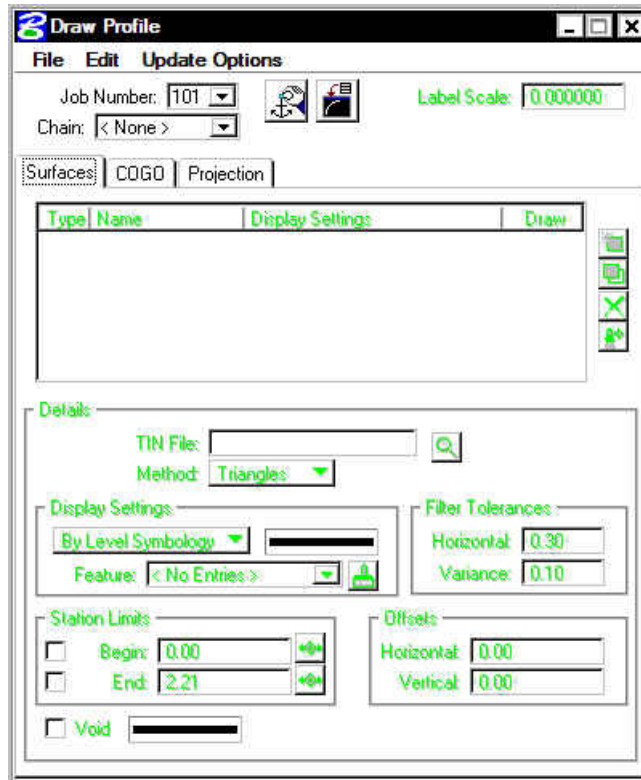 Draw Profile
File Edit Update Options
Job Number: 101
Label Scale: 0.000000
Chain: < None >
Surfaces COGO Projection
Type Name Display Settings Draw
Details
TIN File:
Method: Triangles
Display Settings
By Level Symbology
Feature: < No Entries >
Filter Tolerances
Horizontal: 0.30
Variance: 0.10
Station Limits
Begin: 0.00
End: 2.21
Offsets
Horizontal: 0.00
Vertical: 0.00
Void